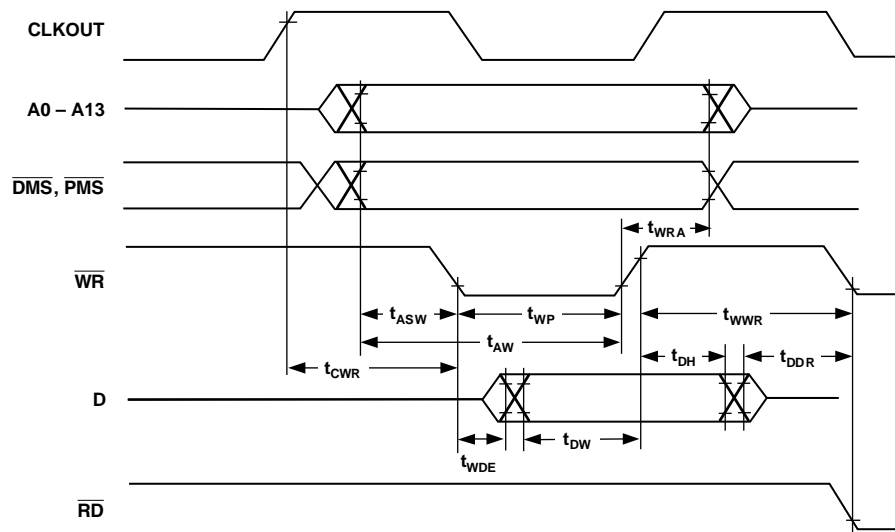 CLKOUT
A0 – A13
DMS, PMS
tWRA
WR
tASW
tWP
tWWR
tAW
tDH
tDDR
tCWR
D
tWDE
tDW
RD